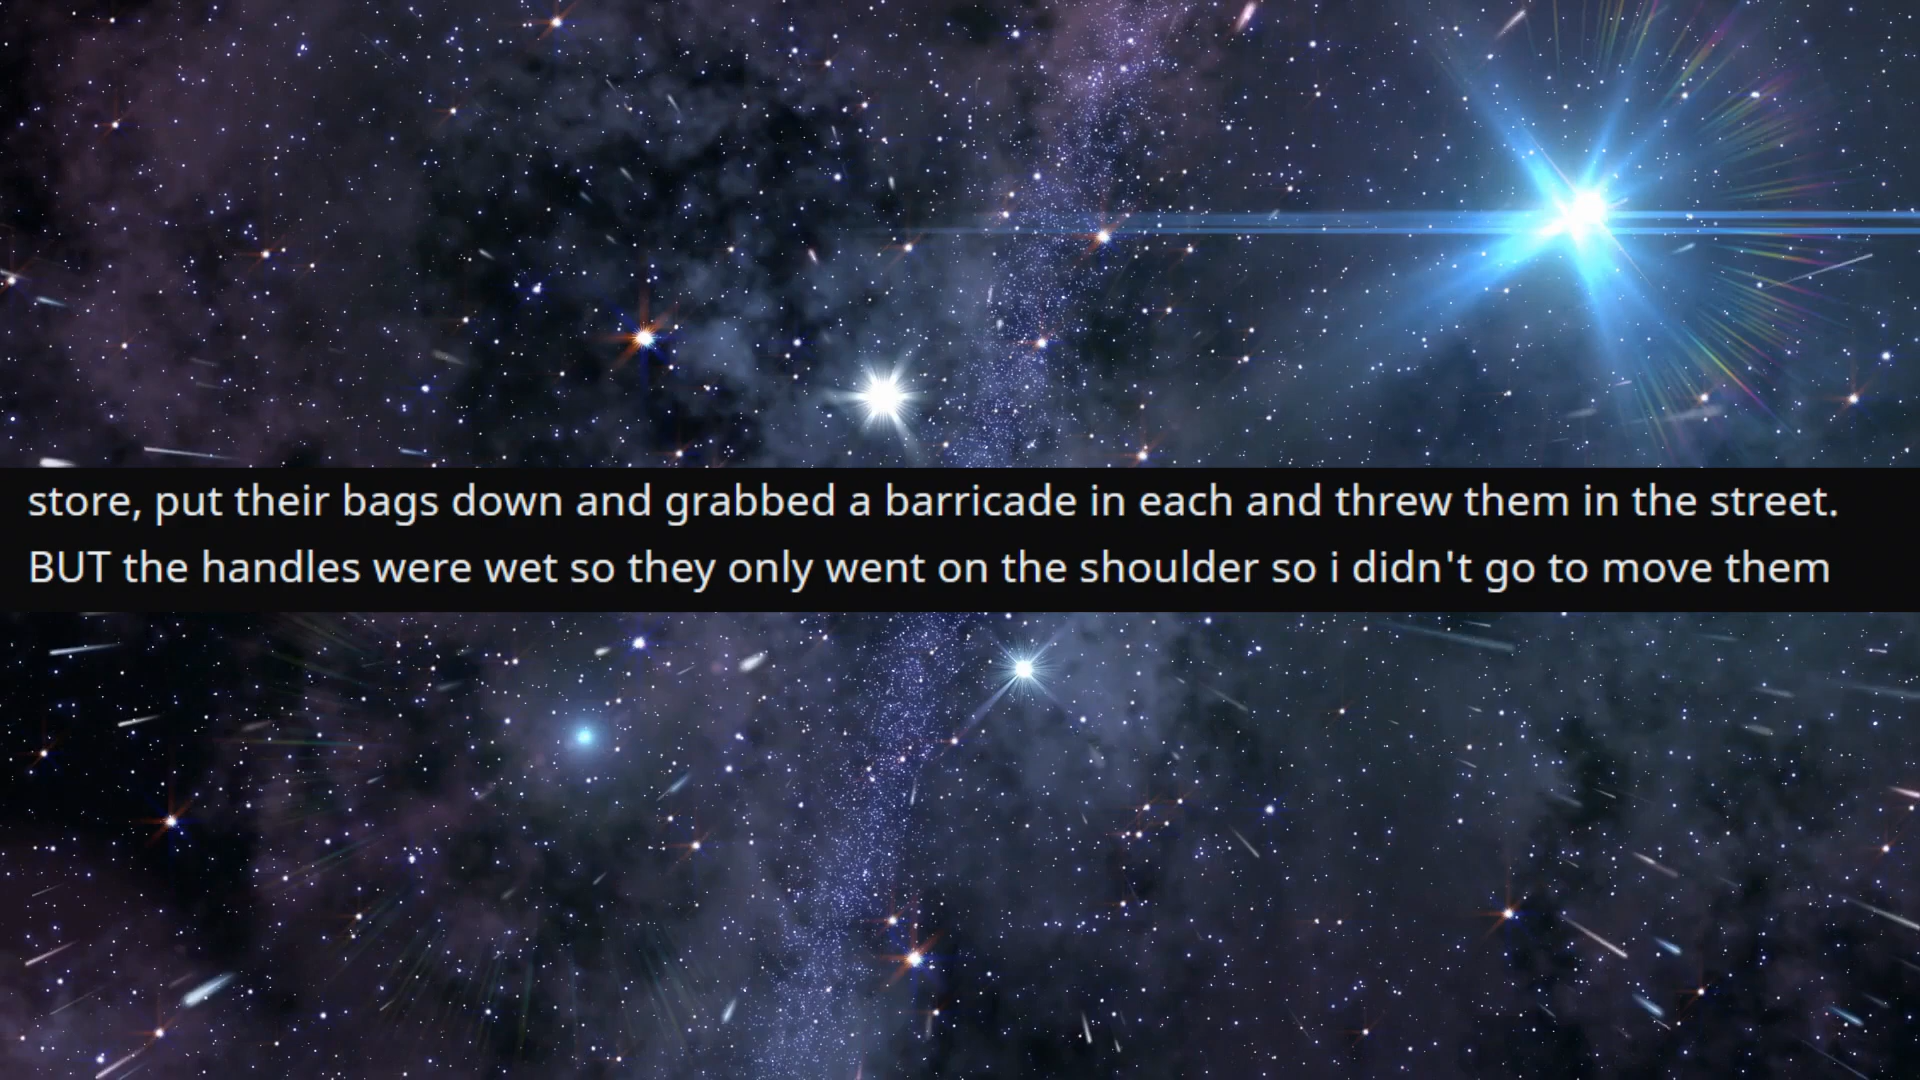 store, put their bags down and grabbed a barricade in each and threw them in the street.
BUT the handles were wet so they only went on the shoulder so i didn't go to move them